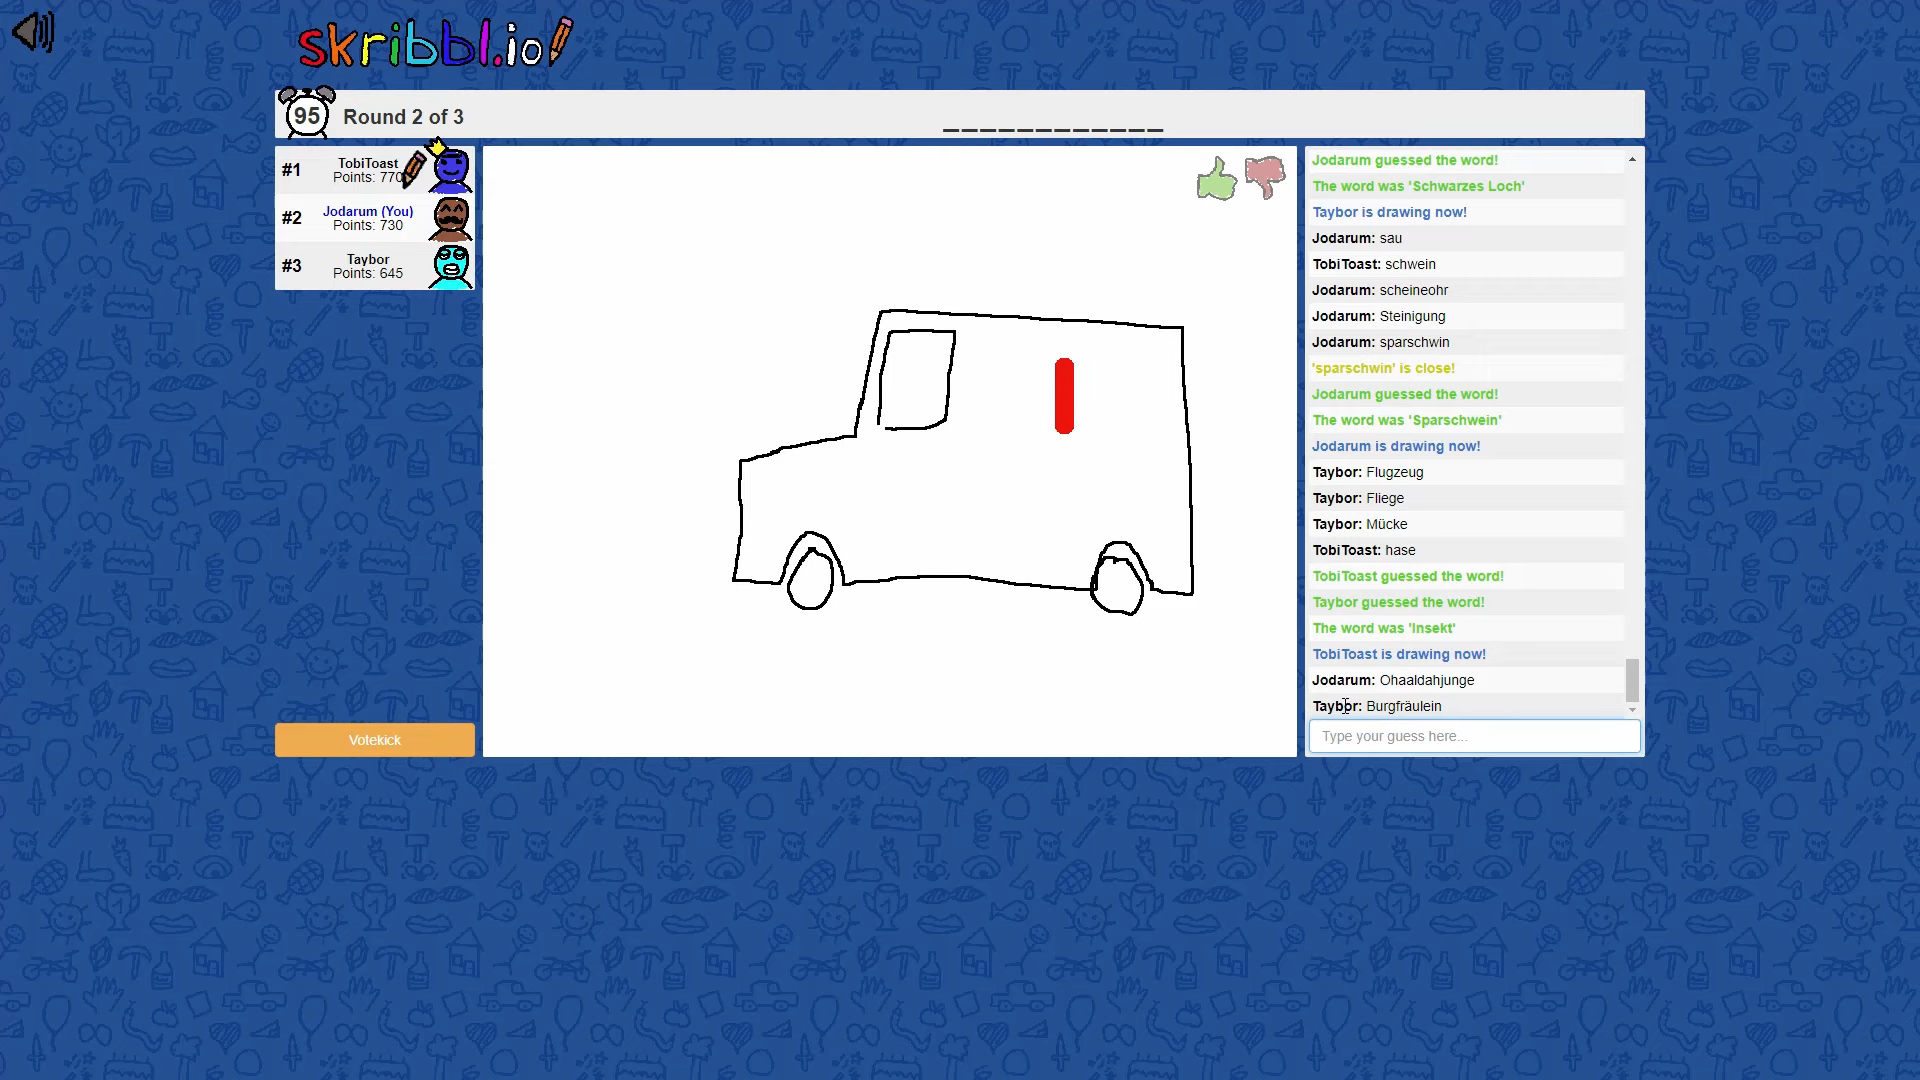 skribbl.io
95
Round 2 of 3
____________
#1
TobiToast
Points: 770
#2
Jodarum (You)
Points: 730
#3
Taybor
Points: 645
Votekick
Jodarum guessed the word!
The word was 'Schwarzes Loch'
Taybor is drawing now!
Jodarum: sau
TobiToast: schwein
Jodarum: scheineohr
Jodarum: Steinigung
Jodarum: sparschwin
'sparschwin' is close!
Jodarum guessed the word!
The word was 'Sparschwein'
Jodarum is drawing now!
Taybor: Flugzeug
Taybor: Fliege
Taybor: Mücke
TobiToast: hase
TobiToast guessed the word!
Taybor guessed the word!
The word was 'Insekt'
TobiToast is drawing now!
Jodarum: Ohaaldahjunge
Taybor: Burgfräulein
Type your guess here...